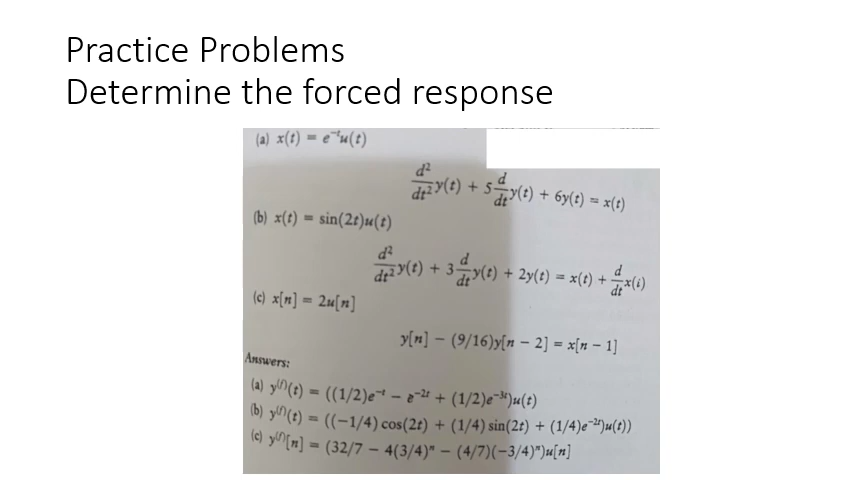 Practice Problems
Determine the forced response
(a) x(t) = e⁻ᵗu(t)
d²/dt² y(t) + 5 d/dt y(t) + 6y(t) = x(t)
(b) x(t) = sin(2t)u(t)
d²/dt² y(t) + 3 d/dt y(t) + 2y(t) = x(t) + d/dt x(t)
(c) x[n] = 2u[n]
y[n] − (9/16)y[n − 2] = x[n − 1]
Answers:
(a) y⁽ᶠ⁾(t) = ((1/2)e⁻ᵗ − e⁻²ᵗ + (1/2)e⁻³ᵗ)u(t)
(b) y⁽ᶠ⁾(t) = ((−1/4) cos(2t) + (1/4) sin(2t) + (1/4)e⁻²ᵗ)u(t))
(c) y⁽ᶠ⁾[n] = (32/7 − 4(3/4)ⁿ − (4/7)(−3/4)ⁿ)u[n]